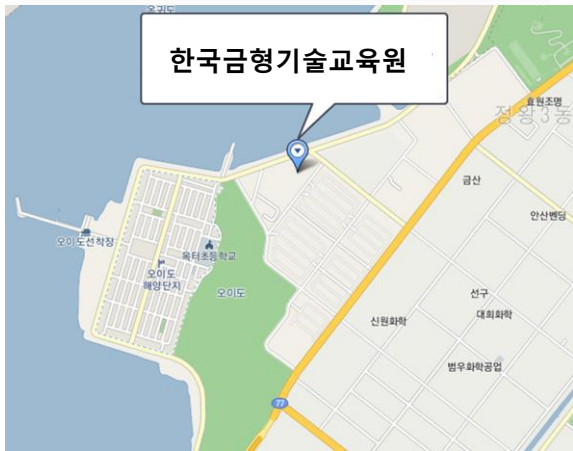 옥귀도
한국금형기술교육원
효원조명
정왕3동
금산
안산벤딩
오이도선착장
옥터초등학교
오이도
해양단지
오이도
선구
대희화학
신원화학
범우화학공업
77